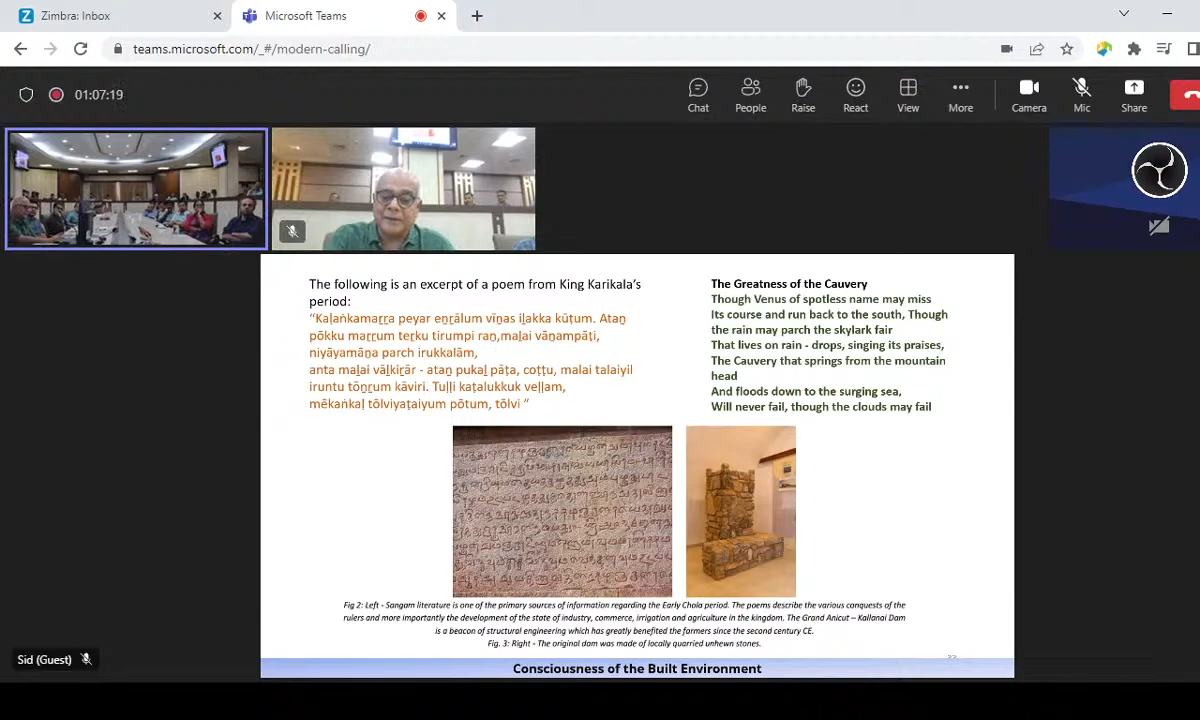 Zimbra: Inbox
Microsoft Teams
teams.microsoft.com/_#/modern-calling/
01:07:19
Chat
People
Raise
React
View
More
Camera
Mic
Share
The following is an excerpt of a poem from King Karikala's
period:
“Kaḷaṅkamaṟṟa peyar eṉṟālum vīṉas iḻakka kūṭum. Ataṉ
pōkku maṟṟum teṟku tirumpi raṉ,maḻai vāṉampāṭi,
niyāyamāṉa parch irukkalām,
anta maḻai vāḻkiṟār - ataṉ pukaḻ pāṭa, coṭṭu, malai talaiyil
iruntu tōṉṟum kāviri. Tuḷḷi kaṭalukkuk veḷḷam,
mēkaṅkaḷ tōlviyaṭaiyum pōtum, tōlvi ”
The Greatness of the Cauvery
Though Venus of spotless name may miss
Its course and run back to the south, Though
the rain may parch the skylark fair
That lives on rain - drops, singing its praises,
The Cauvery that springs from the mountain
head
And floods down to the surging sea,
Will never fail, though the clouds may fail
Fig 2: Left - Sangam literature is one of the primary sources of information regarding the Early Chola period. The poems describe the various conquests of the
rulers and more importantly the development of the state of industry, commerce, irrigation and agriculture in the kingdom. The Grand Anicut – Kallanai Dam
is a beacon of structural engineering which has greatly benefited the farmers since the second century CE.
Fig. 3: Right - The original dam was made of locally quarried unhewn stones.
Consciousness of the Built Environment
Sid (Guest)